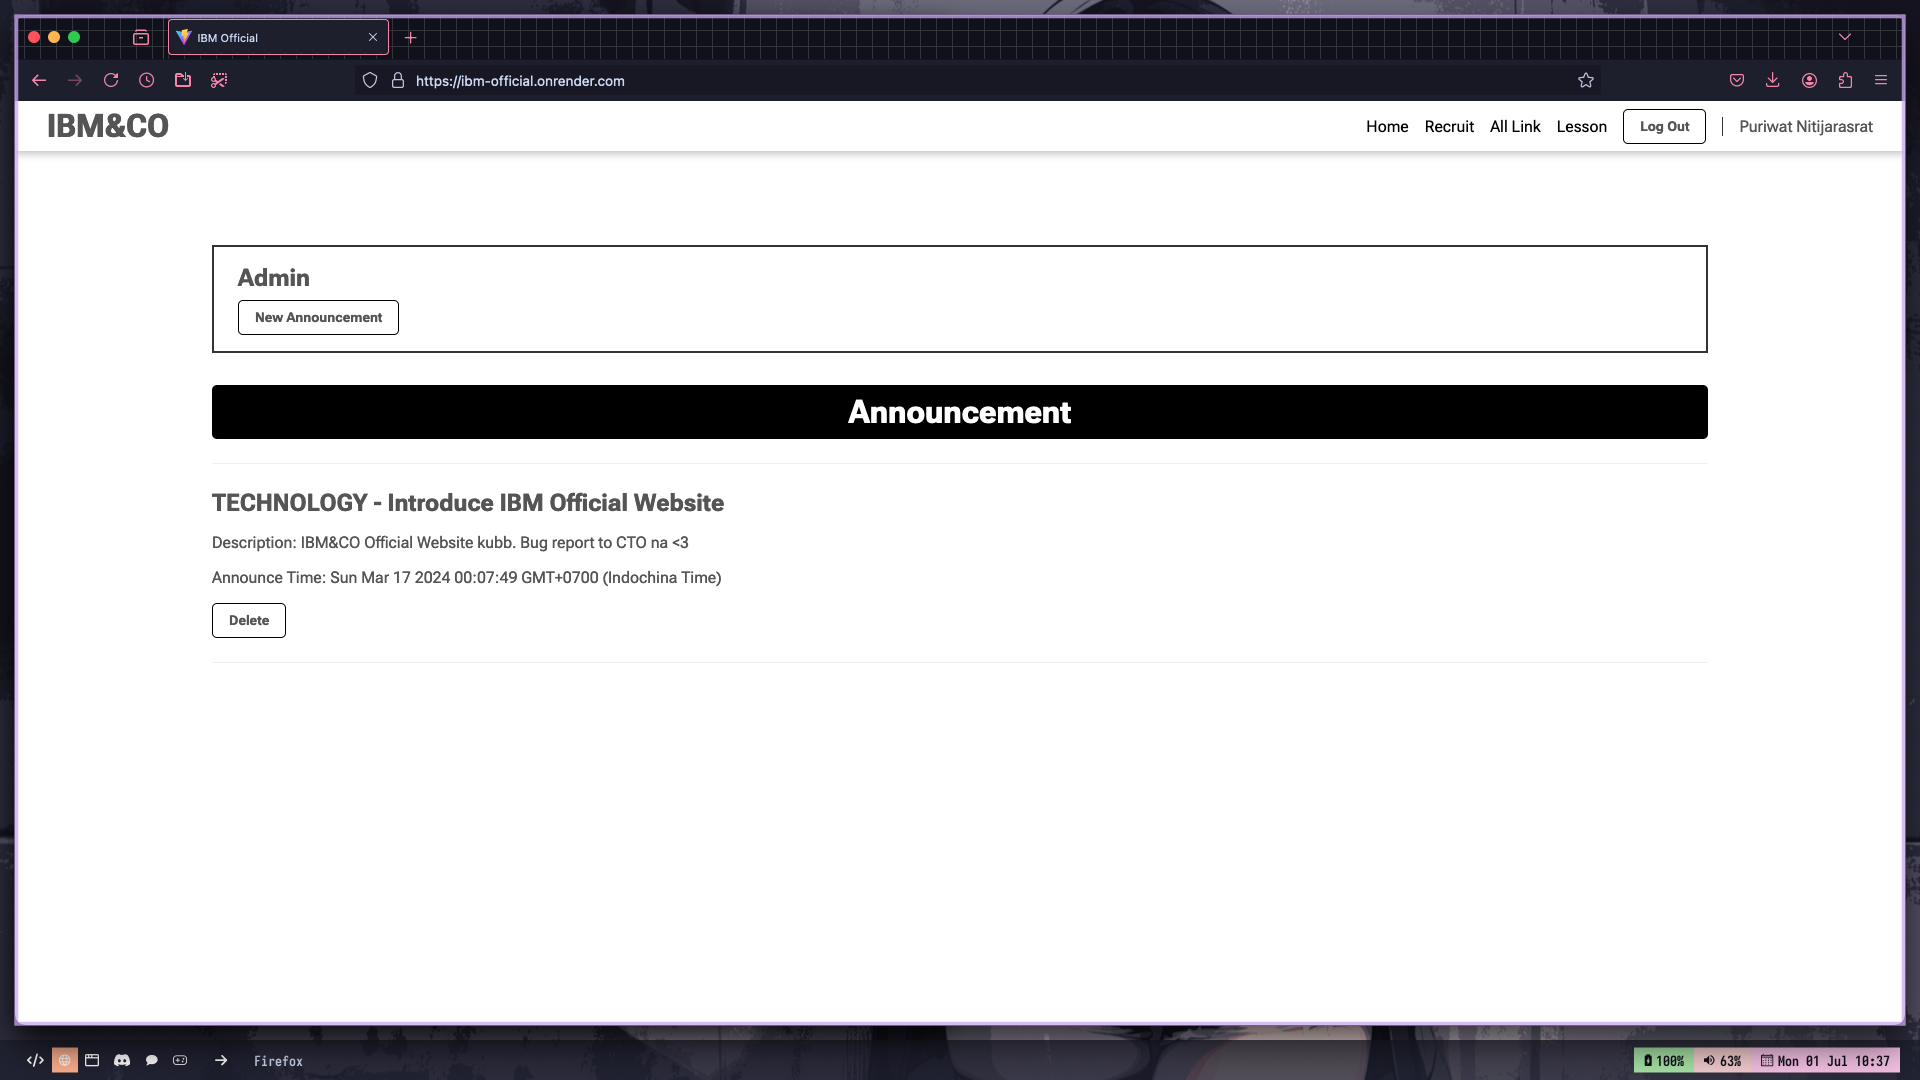 IBM Official
https://ibm-official.onrender.com
IBM&CO
Home Recruit All Link Lesson Log Out Puriwat Nitijarasrat
Admin
New Announcement
Announcement
TECHNOLOGY - Introduce IBM Official Website
Description: IBM&CO Official Website kubb. Bug report to CTO na <3
Announce Time: Sun Mar 17 2024 00:07:49 GMT+0700 (Indochina Time)
Delete
Firefox 100% 63% Mon 01 Jul 10:37